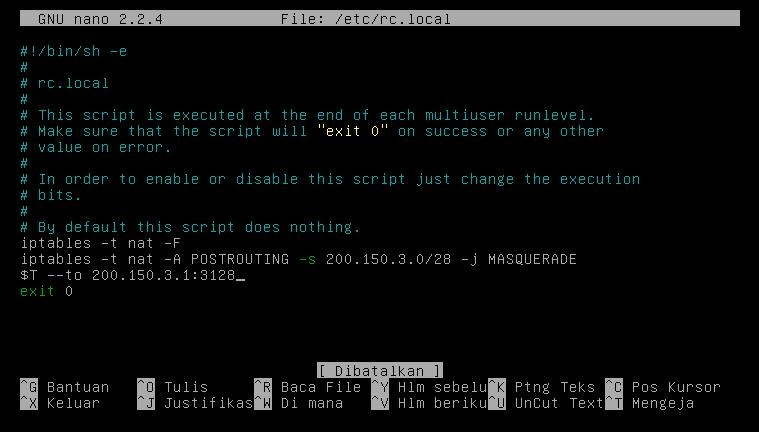 GNU nano 2.2.4 File: /etc/rc.local
#!/bin/sh -e
#
# rc.local
#
# This script is executed at the end of each multiuser runlevel.
# Make sure that the script will "exit 0" on success or any other
# value on error.
#
# In order to enable or disable this script just change the execution
# bits.
#
# By default this script does nothing.
iptables -t nat -F
iptables -t nat -A POSTROUTING -s 200.150.3.0/28 -j MASQUERADE
$T --to 200.150.3.1:3128_
exit 0
[ Dibatalkan ]
^G Bantuan ^O Tulis ^R Baca File ^Y Hlm sebelu ^K Ptng Teks ^C Pos Kursor
^X Keluar ^J Justifikas ^W Di mana ^V Hlm beriku ^U UnCut Text ^T Mengeja